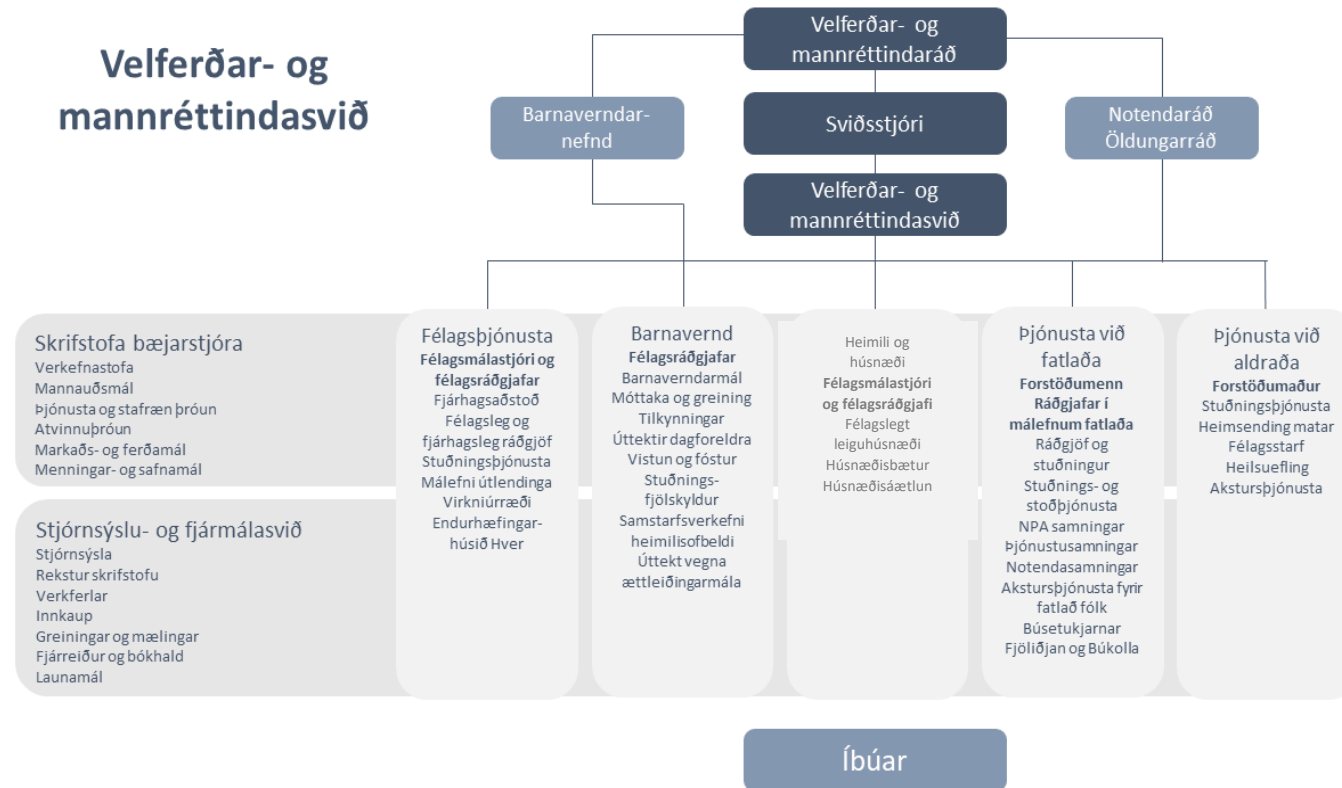 Velferðar- og
mannréttindasvið
Velferðar- og
mannréttindaráð
Barnaverndar-
nefnd
Sviðsstjóri
Notendaráð
Öldungarráð
Velferðar- og
mannréttindasvið
Skrifstofa bæjarstjóra
Verkefnastofa
Mannauðsmál
Þjónusta og stafræn þróun
Atvinnuþróun
Markaðs- og ferðamál
Menningar- og safnamál
Stjórnsýslu- og fjármálasvið
Stjórnsýsla
Rekstur skrifstofu
Verkferlar
Innkaup
Greiningar og mælingar
Fjárreiður og bókhald
Launamál
Félagsþjónusta
Félagsmálastjóri og
félagsráðgjafar
Fjárhagsaðstoð
Félagsleg og
fjárhagsleg ráðgjöf
Stuðningsþjónusta
Málefni útlendinga
Virkniúrræði
Endurhæfingar-
húsið Hver
Barnavernd
Félagsráðgjafar
Barnaverndarmál
Móttaka og greining
Tilkynningar
Úttektir dagforeldra
Vistun og fóstur
Stuðnings-
fjölskyldur
Samstarfsverkefni
heimilisofbeldi
Úttekt vegna
ættleiðingarmála
Heimili og
húsnæði
Félagsmálastjóri
og félagsráðgjafi
Félagslegt
leiguhúsnæði
Húsnæðisbætur
Húsnæðisáætlun
Þjónusta við
fatlaða
Forstöðumenn
Ráðgjafar í
málefnum fatlaða
Ráðgjöf og
stuðningur
Stuðnings- og
stoðþjónusta
NPA samningar
Þjónustusamningar
Notendasamningar
Akstursþjónusta fyrir
fatlað fólk
Búsetukjarnar
Fjöliðjan og Búkolla
Þjónusta við
aldraða
Forstöðumaður
Stuðningsþjónusta
Heimsending matar
Félagsstarf
Heilsuefling
Akstursþjónusta
Íbúar